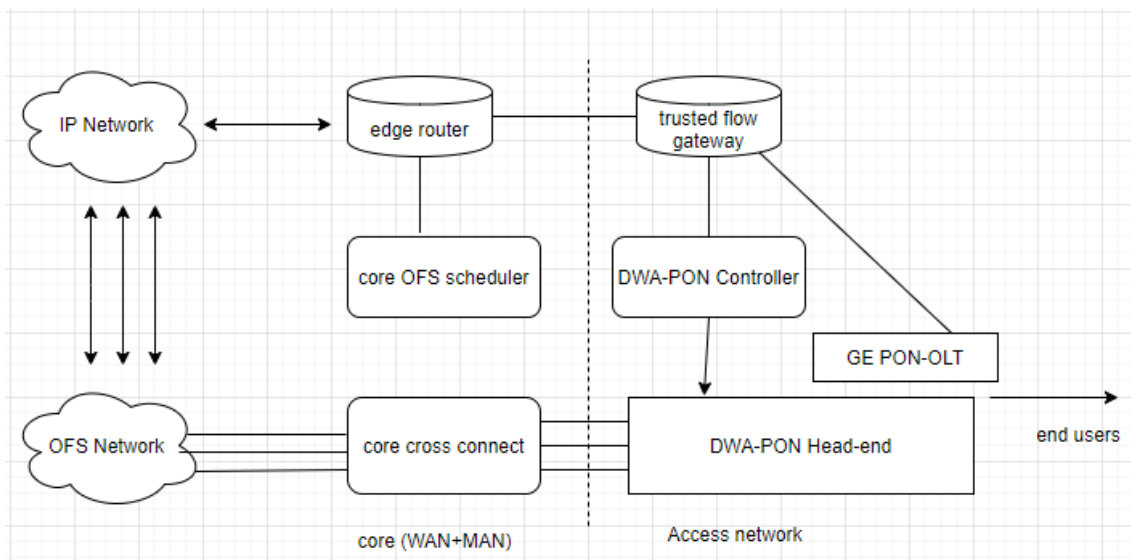 IP Network
edge router
trusted flow
gateway
core OFS scheduler
DWA-PON Controller
GE PON-OLT
OFS Network
core cross connect
DWA-PON Head-end
end users
core (WAN+MAN)
Access network